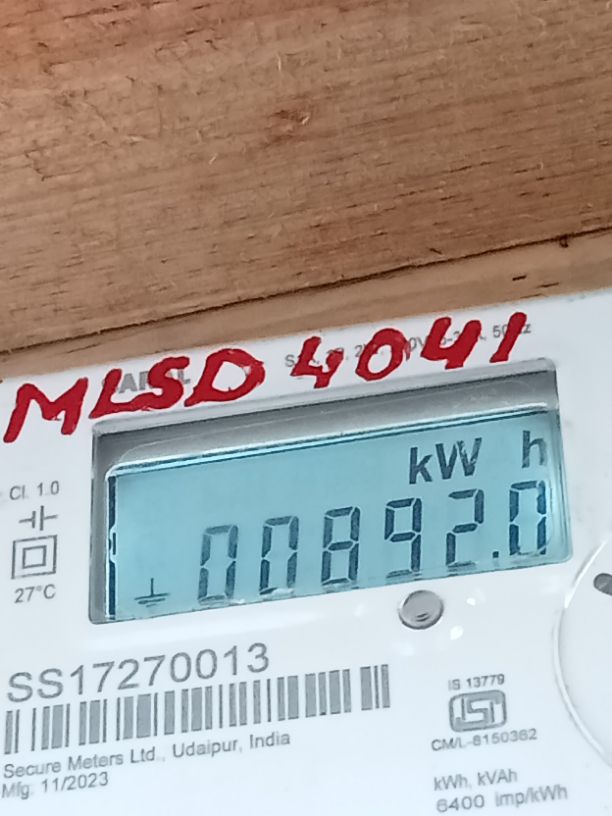 MLSD 4041
kW h
00892.0
Cl. 1.0
27°C
SS17270013
Secure Meters Ltd., Udaipur, India
Mfg: 11/2023
IS 13779
CM/L-8150362
kWh, kVAh
6400 imp/kWh